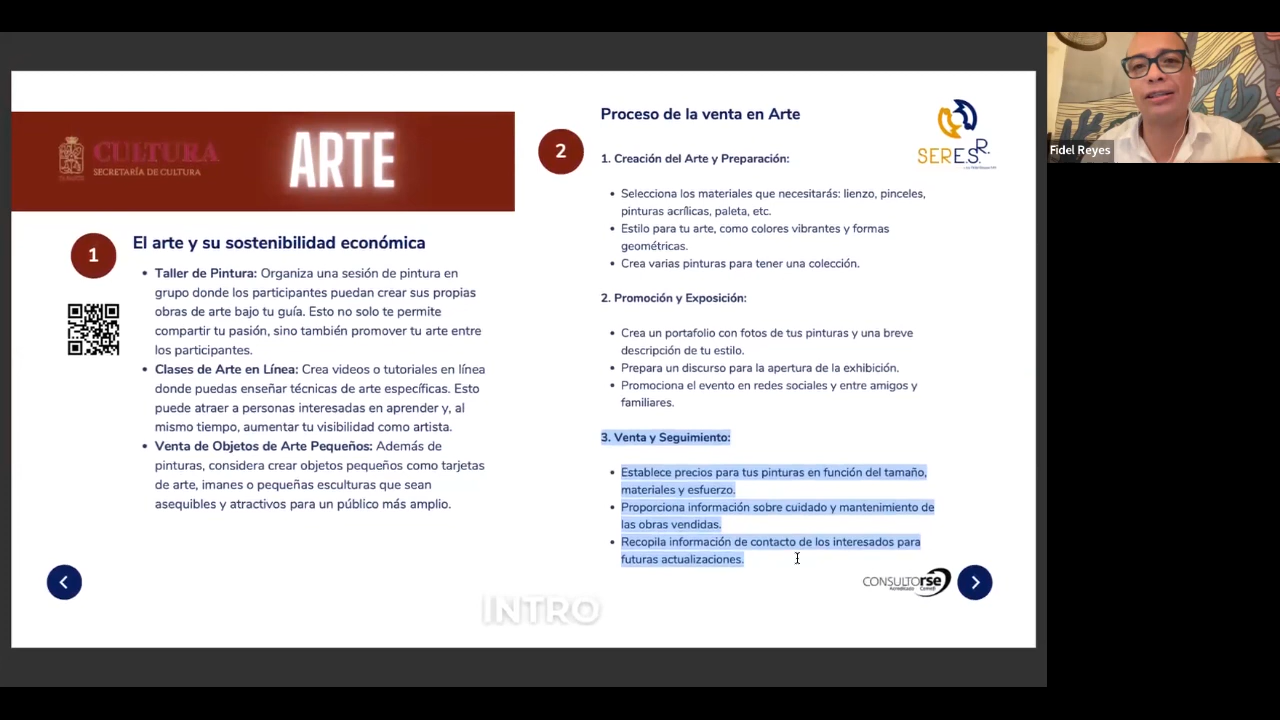 CULTURA
SECRETARÍA DE CULTURA
ARTE
1
El arte y su sostenibilidad económica
• Taller de Pintura: Organiza una sesión de pintura en
grupo donde los participantes puedan crear sus propias
obras de arte bajo tu guía. Esto no solo te permite
compartir tu pasión, sino también promover tu arte entre
los participantes.
• Clases de Arte en Línea: Crea videos o tutoriales en línea
donde puedas enseñar técnicas de arte específicas. Esto
puede atraer a personas interesadas en aprender y, al
mismo tiempo, aumentar tu visibilidad como artista.
• Venta de Objetos de Arte Pequeños: Además de
pinturas, considera crear objetos pequeños como tarjetas
de arte, imanes o pequeñas esculturas que sean
asequibles y atractivos para un público más amplio.
2
Proceso de la venta en Arte
SERES.R.
1. Creación del Arte y Preparación:
• Selecciona los materiales que necesitarás: lienzo, pinceles,
pinturas acrílicas, paleta, etc.
• Estilo para tu arte, como colores vibrantes y formas
geométricas.
• Crea varias pinturas para tener una colección.
2. Promoción y Exposición:
• Crea un portafolio con fotos de tus pinturas y una breve
descripción de tu estilo.
• Prepara un discurso para la apertura de la exhibición.
• Promociona el evento en redes sociales y entre amigos y
familiares.
3. Venta y Seguimiento:
• Establece precios para tus pinturas en función del tamaño,
materiales y esfuerzo.
• Proporciona información sobre cuidado y mantenimiento de
las obras vendidas.
• Recopila información de contacto de los interesados para
futuras actualizaciones.
CONSULTORSE
INTRO
Fidel Reyes